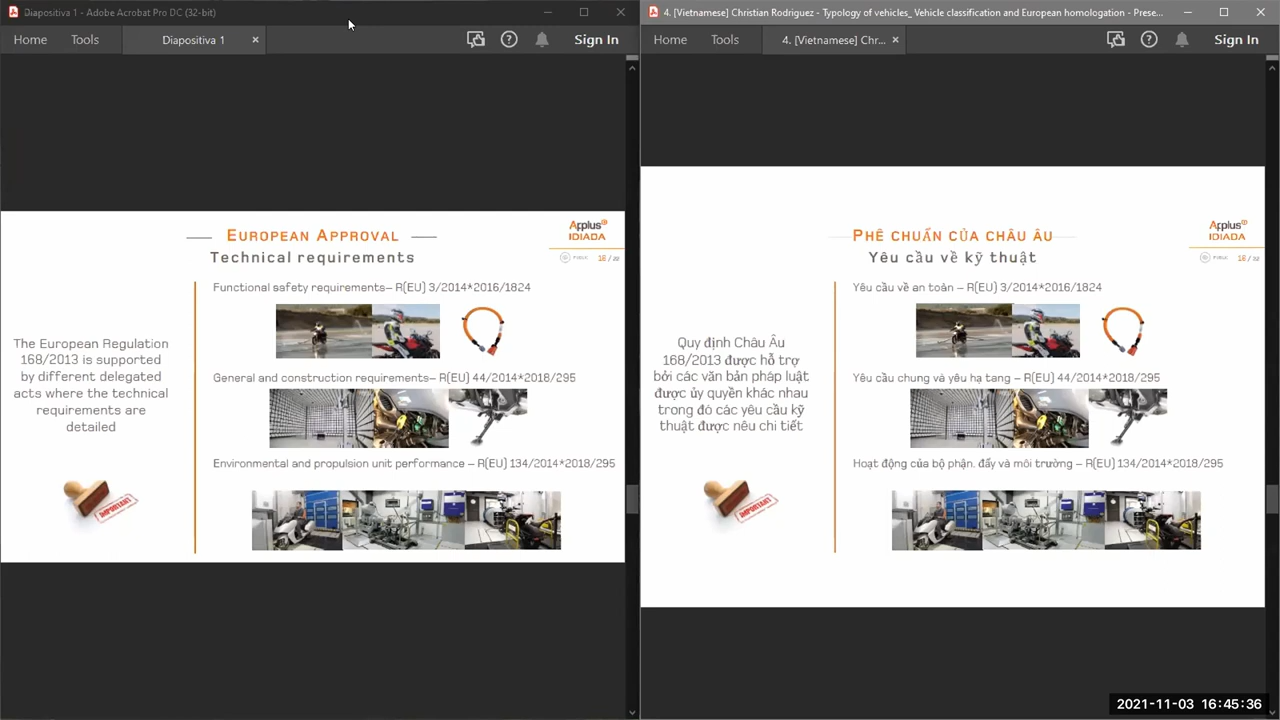 Diapositiva 1 - Adobe Acrobat Pro DC (32-bit)
Home
Tools
Diapositiva 1
Sign In
EUROPEAN APPROVAL
Technical requirements
Applus
IDIADA
16 / 22
Functional safety requirements– R(EU) 3/2014*2016/1824
The European Regulation
168/2013 is supported
by different delegated
acts where the technical
requirements are
detailed
General and construction requirements– R(EU) 44/2014*2018/295
Environmental and propulsion unit performance – R(EU) 134/2014*2018/295
IMPORTANT
4. [Vietnamese] Christian Rodriguez - Typology of vehicles_ Vehicle classification and European homologation - Prese...
Home
Tools
4. [Vietnamese] Chr...
Sign In
PHÊ CHUẨN CỦA CHÂU ÂU
Yêu cầu về kỹ thuật
Applus
IDIADA
16 / 22
Yêu cầu về an toàn – R(EU) 3/2014*2016/1824
Quy định Châu Âu
168/2013 được hỗ trợ
bởi các văn bản pháp luật
được ủy quyền khác nhau
trong đó các yêu cầu kỹ
thuật được nêu chi tiết
Yêu cầu chung và yêu hạ tang – R(EU) 44/2014*2018/295
Hoạt động của bộ phận. đẩy và môi trường – R(EU) 134/2014*2018/295
IMPORTANT
2021-11-03 16:45:36